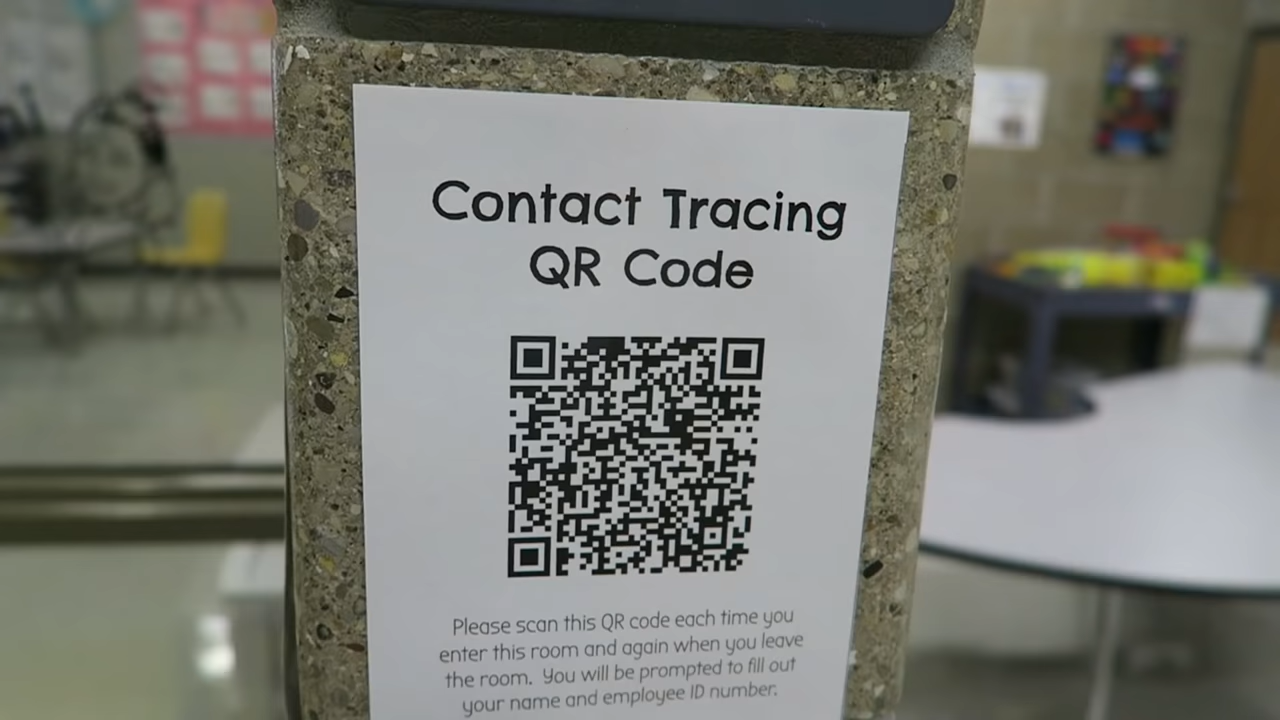 Contact Tracing
QR Code
Please scan this QR code each time you
enter this room and again when you leave
the room. You will be prompted to fill out
your name and employee ID number.